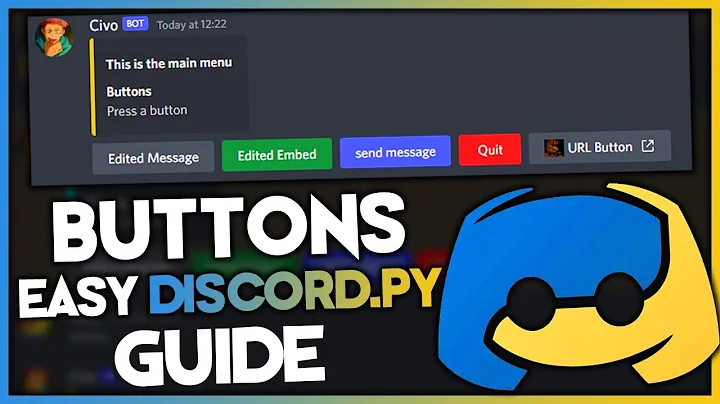 Civo BOT Today at 12:22
This is the main menu
Buttons
Press a button
Edited Message Edited Embed send message Quit URL Button
BUTTONS
EASY DISCORD.PY
GUIDE